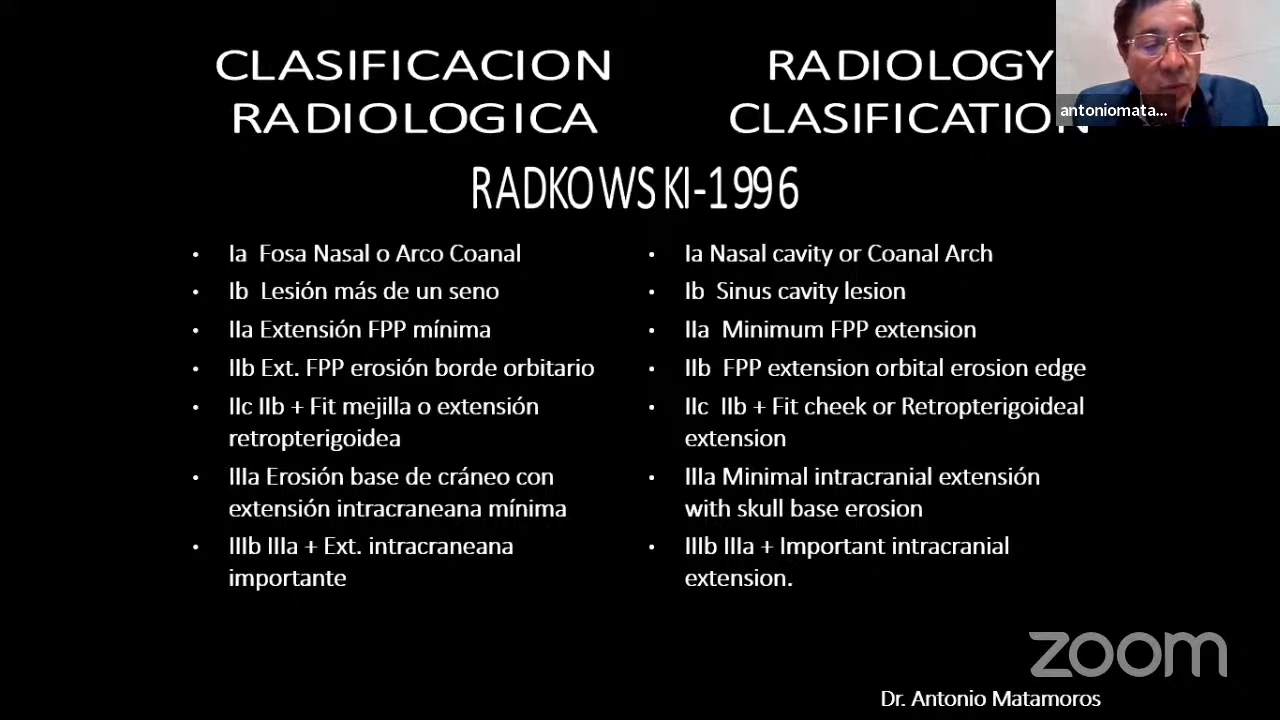 CLASIFICACION
RADIOLOGICA
RADIOLOGY
CLASIFICATION
antoniomata...
RADKOWSKI-1996
• Ia Fosa Nasal o Arco Coanal
• Ib Lesión más de un seno
• IIa Extensión FPP mínima
• IIb Ext. FPP erosión borde orbitario
• IIc IIb + Fit mejilla o extensión
retropterigoidea
• IIIa Erosión base de cráneo con
extensión intracraneana mínima
• IIIb IIIa + Ext. intracraneana
importante
• Ia Nasal cavity or Coanal Arch
• Ib Sinus cavity lesion
• IIa Minimum FPP extension
• IIb FPP extension orbital erosion edge
• IIc IIb + Fit cheek or Retropterigoideal
extension
• IIIa Minimal intracranial extensión
with skull base erosion
• IIIb IIIa + Important intracranial
extension.
zoom
Dr. Antonio Matamoros